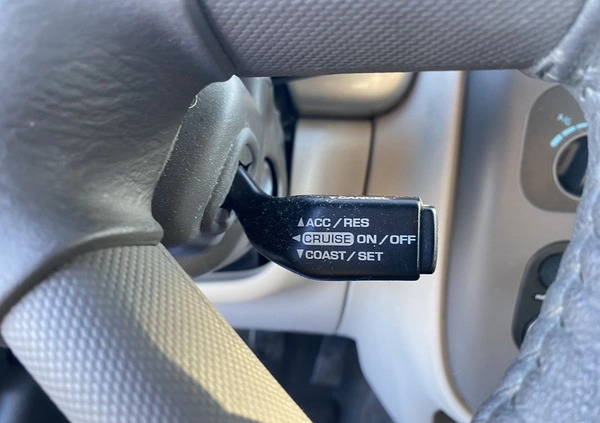 ▲ACC/RES
◄CRUISE ON/OFF
▼COAST/SET
A/C